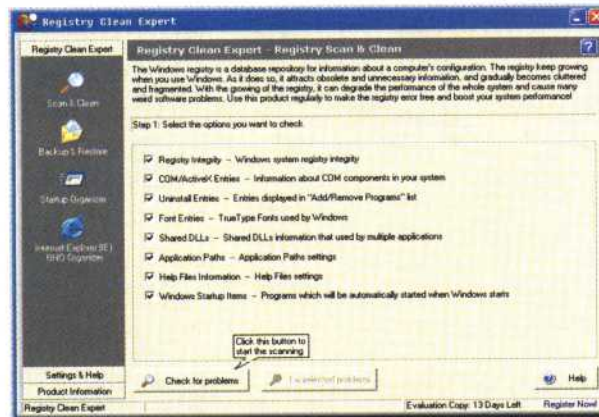 Registry Clean Expert
Registry Clean Expert
Registry Clean Expert - Registry Scan & Clean
?
The Windows registry is a database repository for information about a computer's configuration. The registry keep growing
when you use Windows. As it does so, it attracts obsolete and unnecessary information, and gradually becomes cluttered
and fragmented. With the growing of the registry, it can degrade the performance of the whole system and cause many
weird software problems. Use this product regularly to make the registry error free and boost your system performance!
Scan & Clean
Backup & Restore
Startup Organizer
Internet Explorer(IE)
BHO Organizer
Step 1: Select the options you want to check.
Registry Integrity - Windows system registry integrity
COM/ActiveX Entries - Information about COM components in your system
Uninstall Entries - Entries displayed in "Add/Remove Programs" list
Font Entries - TrueType Fonts used by Windows
Shared DLLs - Shared DLLs information that used by multiple applications
Application Paths - Application Paths settings
Help Files Information - Help Files settings
Windows Startup Items - Programs which will be automatically started when Windows starts
Click this button to
start the scanning
Settings & Help
Product Information
Check for problems
selected problems
Help
Registry Clean Expert
Evaluation Copy: 13 Days Left
Register Now!